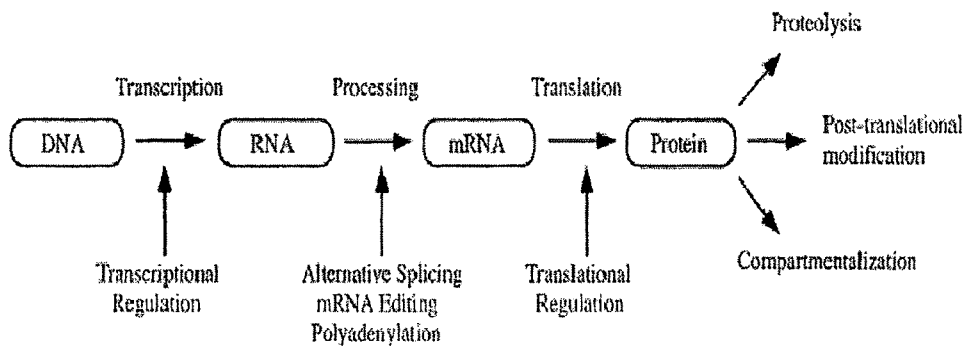 Proteolysis
Transcription
Processing
Translation
DNA
RNA
mRNA
Protein
Post-translational
modification
Transcriptional
Regulation
Alternative Splicing
mRNA Editing
Polyadenylation
Translational
Regulation
Compartmentalization